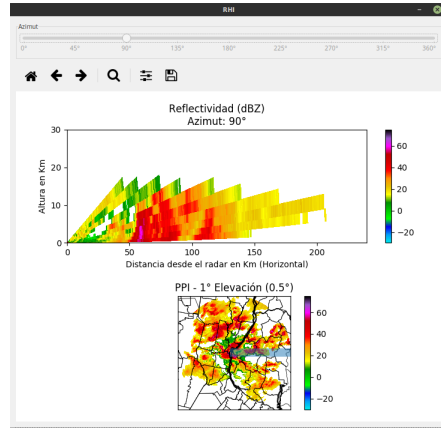 RHI
Azimut
0° 45° 90° 135° 180° 225° 270° 315° 360°
Reflectividad (dBZ)
Azimut: 90°
30
20
10
0
Altura en Km
0 50 100 150 200
Distancia desde el radar en Km (Horizontal)
60
40
20
0
−20
PPI - 1° Elevación (0.5°)
60
40
20
0
−20